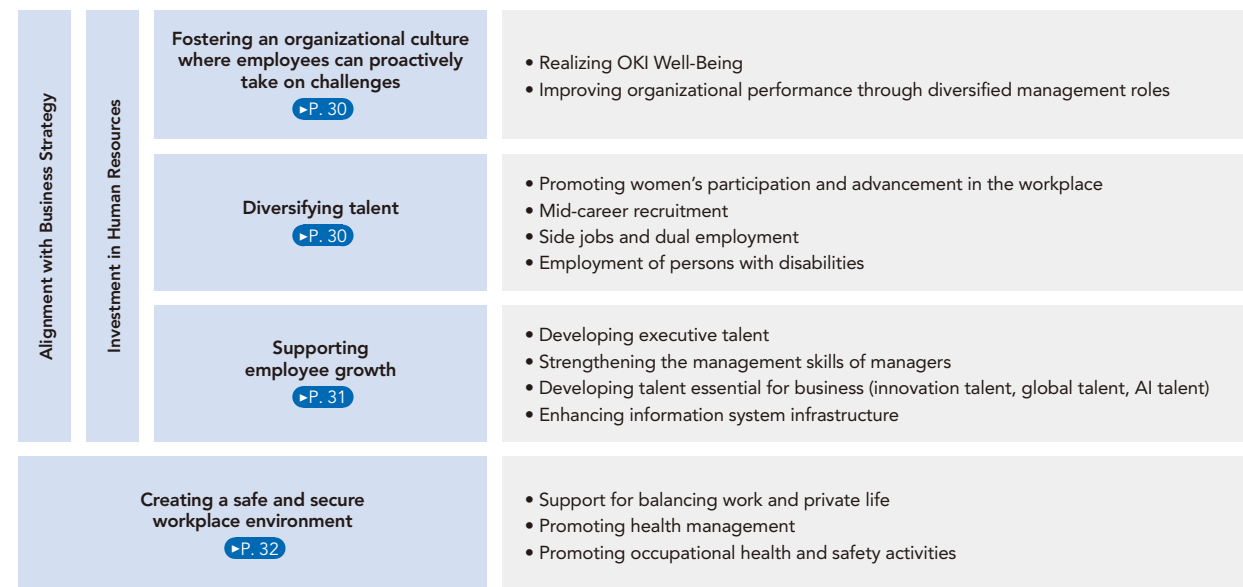 Alignment with Business Strategy
Investment in Human Resources
Fostering an organizational culture
where employees can proactively
take on challenges
▸P. 30
• Realizing OKI Well-Being
• Improving organizational performance through diversified management roles
Diversifying talent
▸P. 30
• Promoting women’s participation and advancement in the workplace
• Mid-career recruitment
• Side jobs and dual employment
• Employment of persons with disabilities
Supporting
employee growth
▸P. 31
• Developing executive talent
• Strengthening the management skills of managers
• Developing talent essential for business (innovation talent, global talent, AI talent)
• Enhancing information system infrastructure
Creating a safe and secure
workplace environment
▸P. 32
• Support for balancing work and private life
• Promoting health management
• Promoting occupational health and safety activities